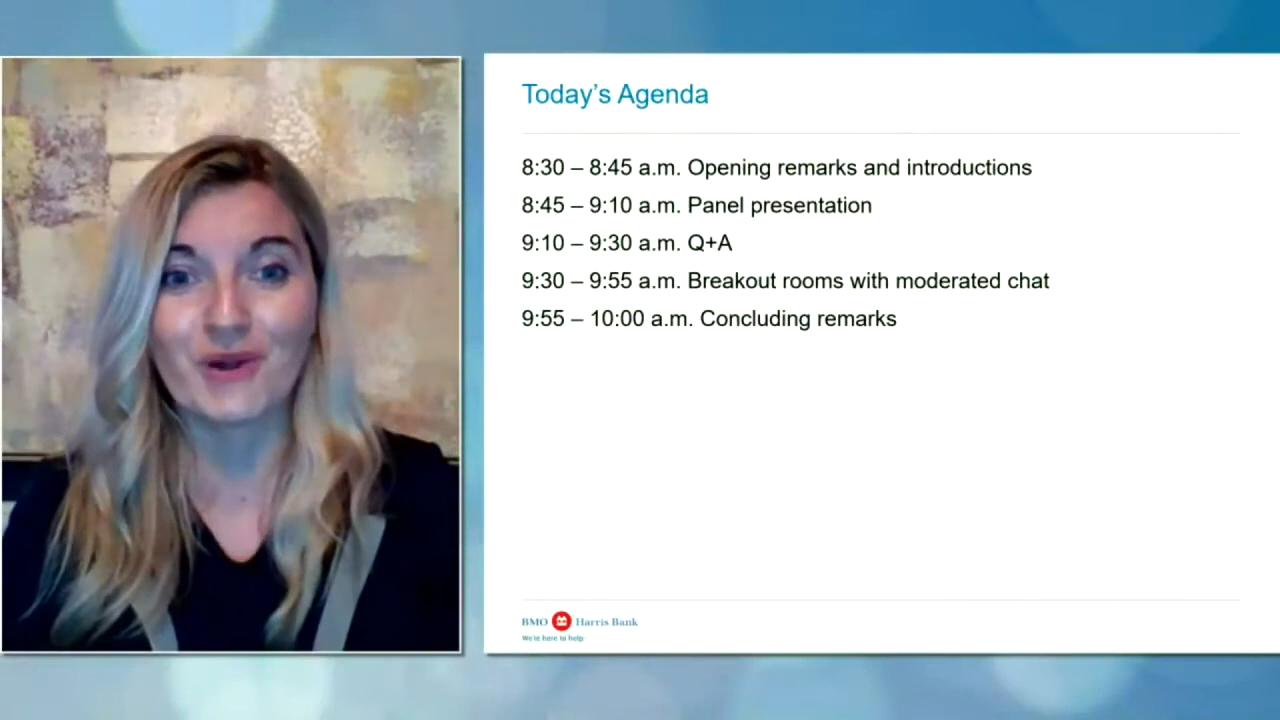 Today’s Agenda
8:30 – 8:45 a.m. Opening remarks and introductions
8:45 – 9:10 a.m. Panel presentation
9:10 – 9:30 a.m. Q+A
9:30 – 9:55 a.m. Breakout rooms with moderated chat
9:55 – 10:00 a.m. Concluding remarks
BMO Harris Bank
We’re here to help.